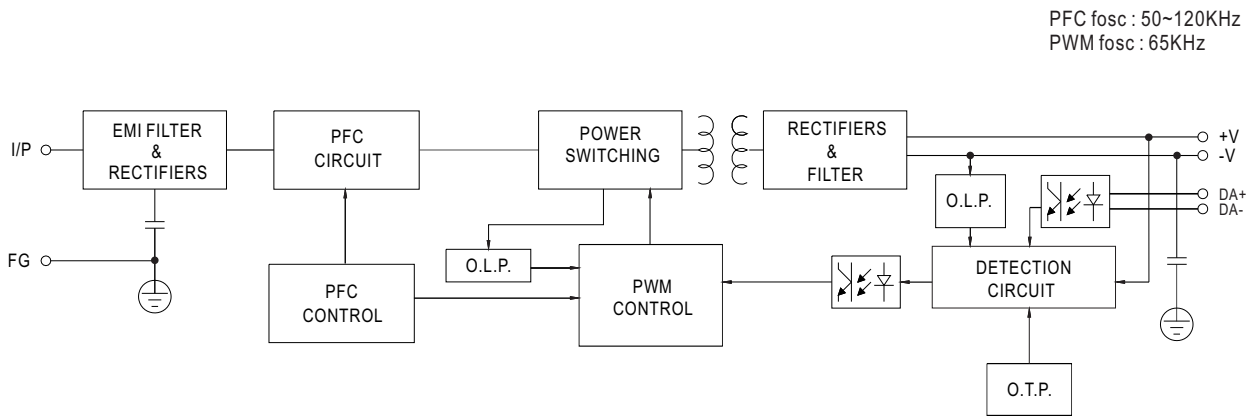 PFC fosc : 50~120KHz
PWM fosc : 65KHz
I/P
EMI FILTER
&
RECTIFIERS
PFC
CIRCUIT
POWER
SWITCHING
RECTIFIERS
&
FILTER
+V
-V
DA+
DA-
O.L.P.
FG
O.L.P.
PFC
CONTROL
PWM
CONTROL
DETECTION
CIRCUIT
O.T.P.